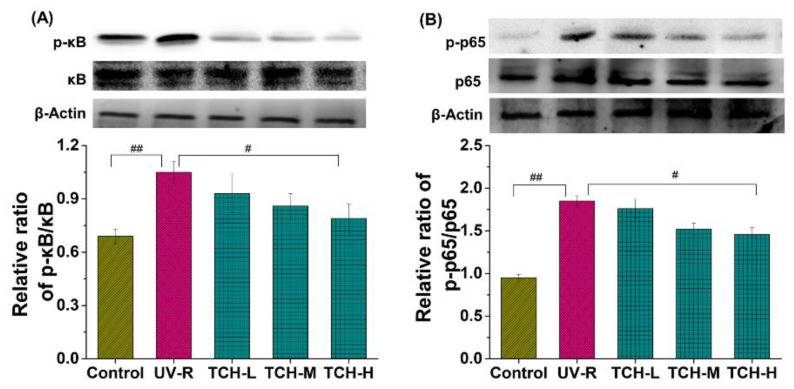 (A)
p-κB
κB
β-Actin
Relative ratio
of p-κB/κB
1.2
0.9
0.6
0.3
0.0
##
#
Control UV-R TCH-L TCH-M TCH-H
(B)
p-p65
p65
β-Actin
Relative ratio of
p-p65/p65
2.5
2.0
1.5
1.0
0.5
0.0
##
#
Control UV-R TCH-L TCH-M TCH-H